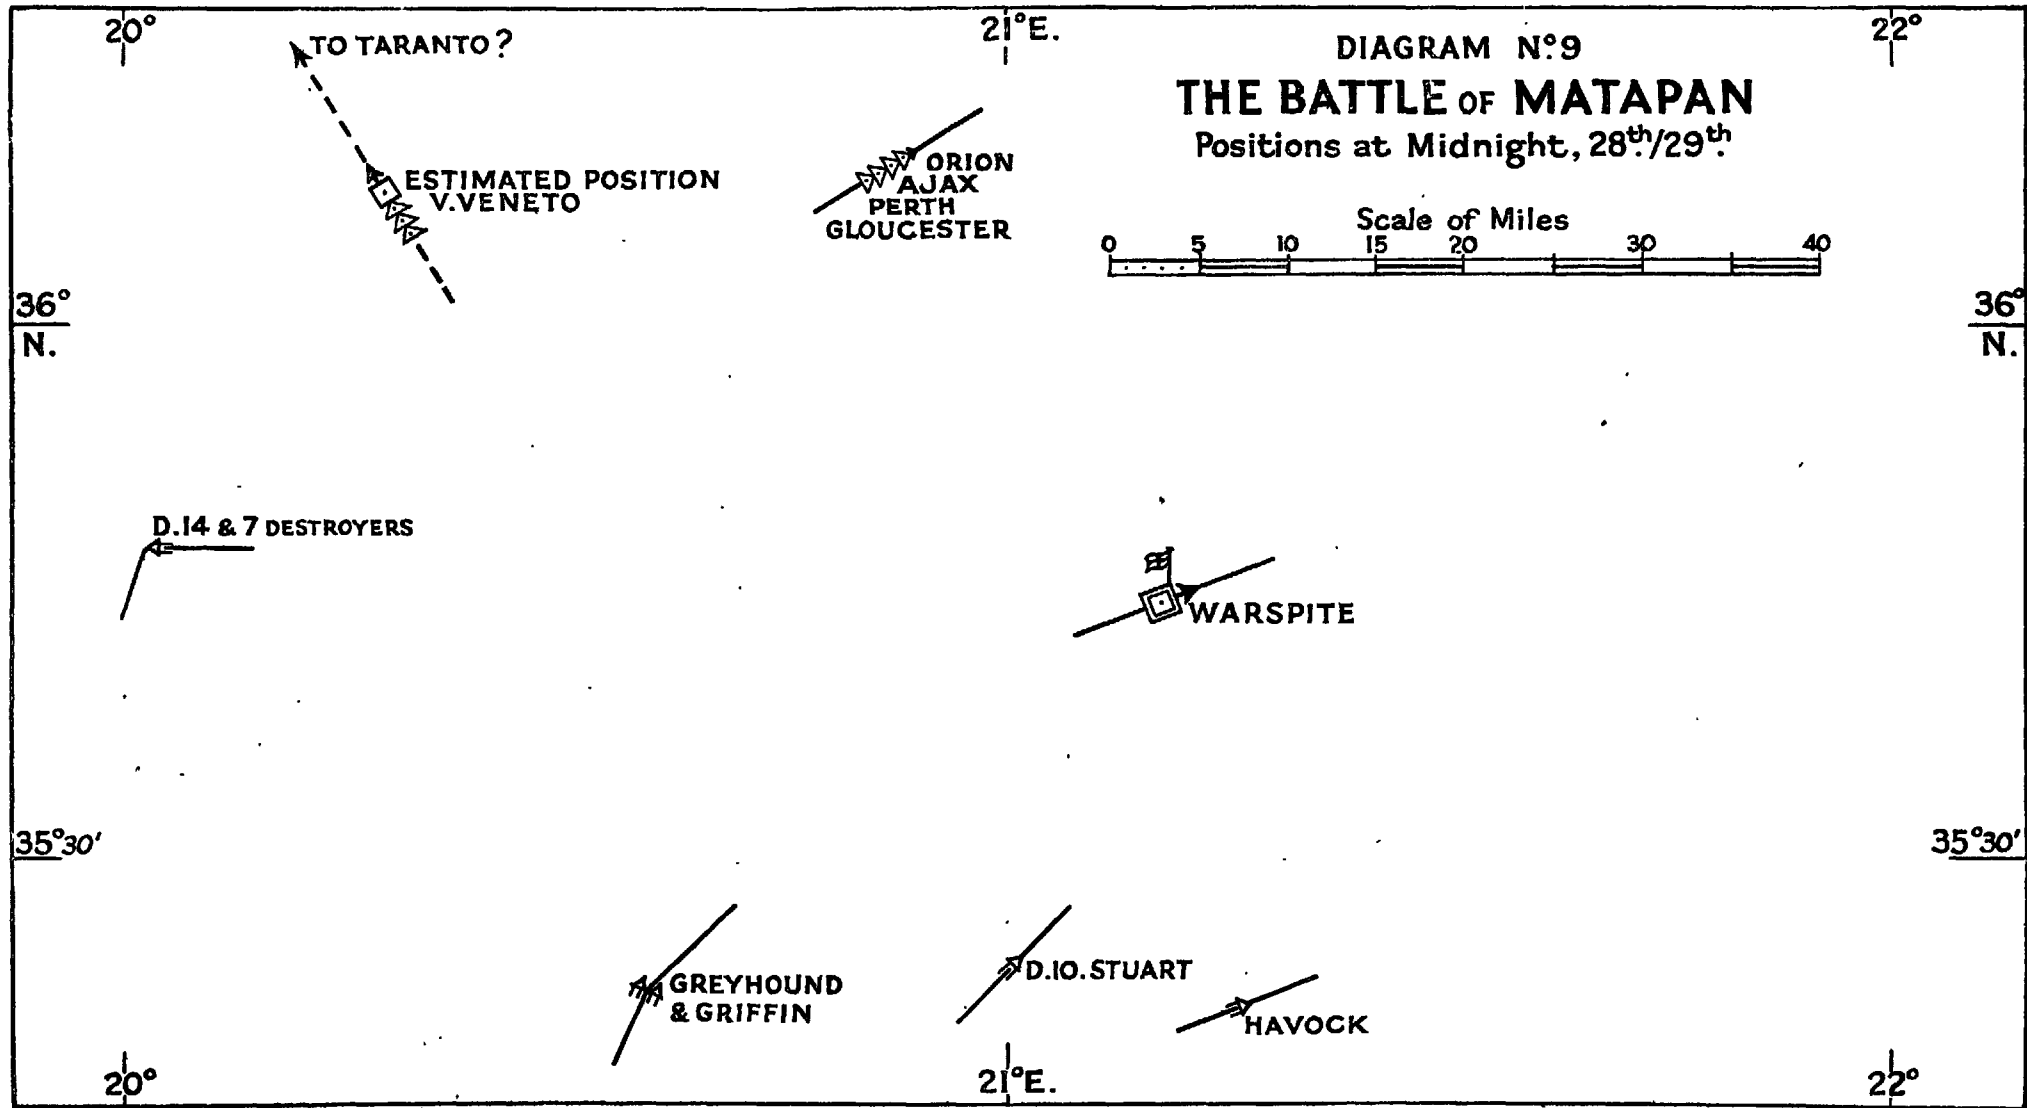 20°
21°E.
22°
TO TARANTO?
DIAGRAM Nº.9
THE BATTLE OF MATAPAN
Positions at Midnight, 28th./29th.
ORION
AJAX
PERTH
GLOUCESTER
ESTIMATED POSITION
V.VENETO
Scale of Miles
0 5 10 15 20 30 40
36°
N.
36°
N.
D.14 & 7 DESTROYERS
WARSPITE
35°30'
35°30'
GREYHOUND
& GRIFFIN
D.10. STUART
HAVOCK
20°
21°E.
22°